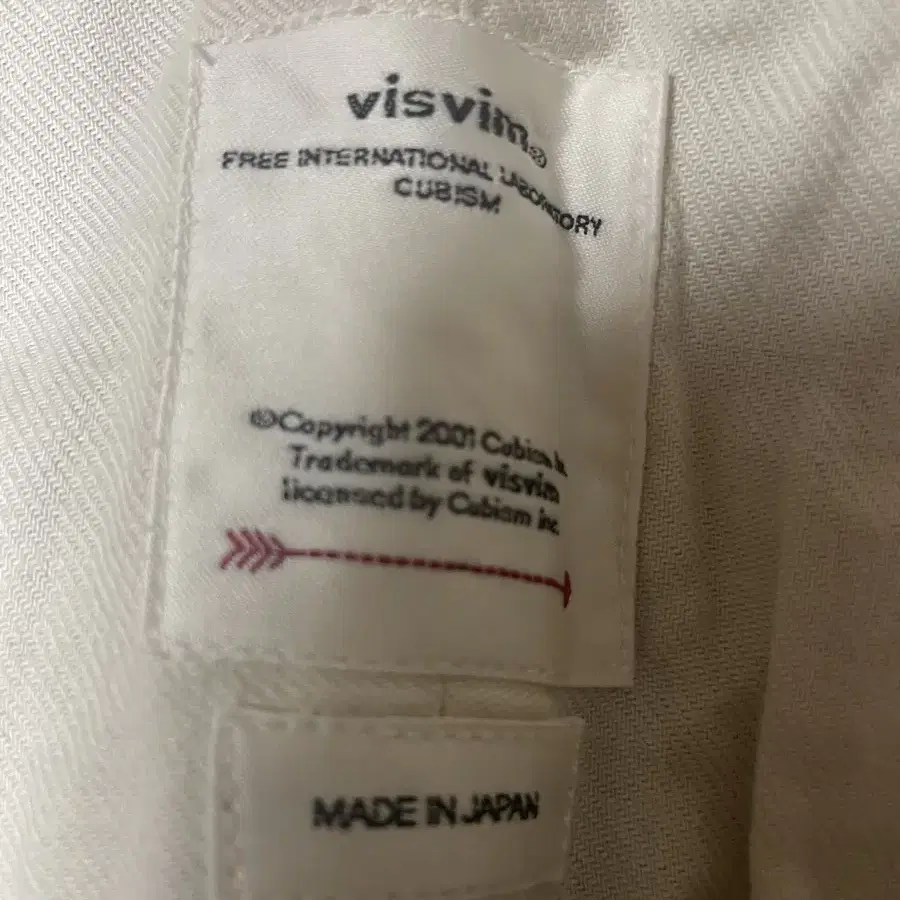 visvim®
FREE INTERNATIONAL LABORATORY
CUBISM
©Copyright 2001 Cubism
Trademark of visvim
licensed by Cubism inc.
MADE IN JAPAN